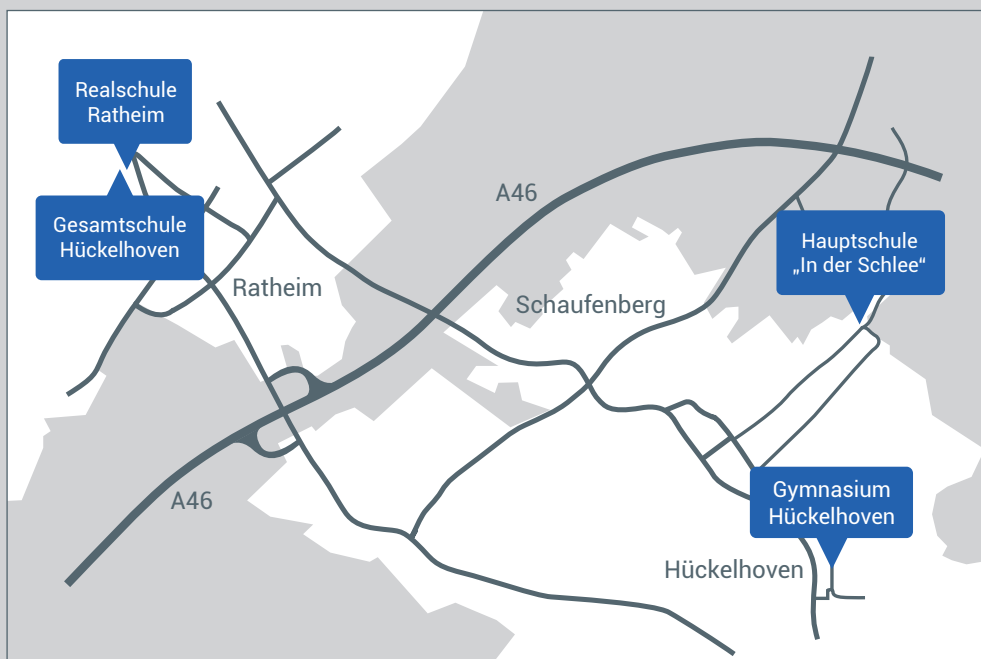 Realschule
Ratheim
Gesamtschule
Hückelhoven
A46
Hauptschule
„In der Schlee“
Ratheim
Schaufenberg
A46
Gymnasium
Hückelhoven
Hückelhoven